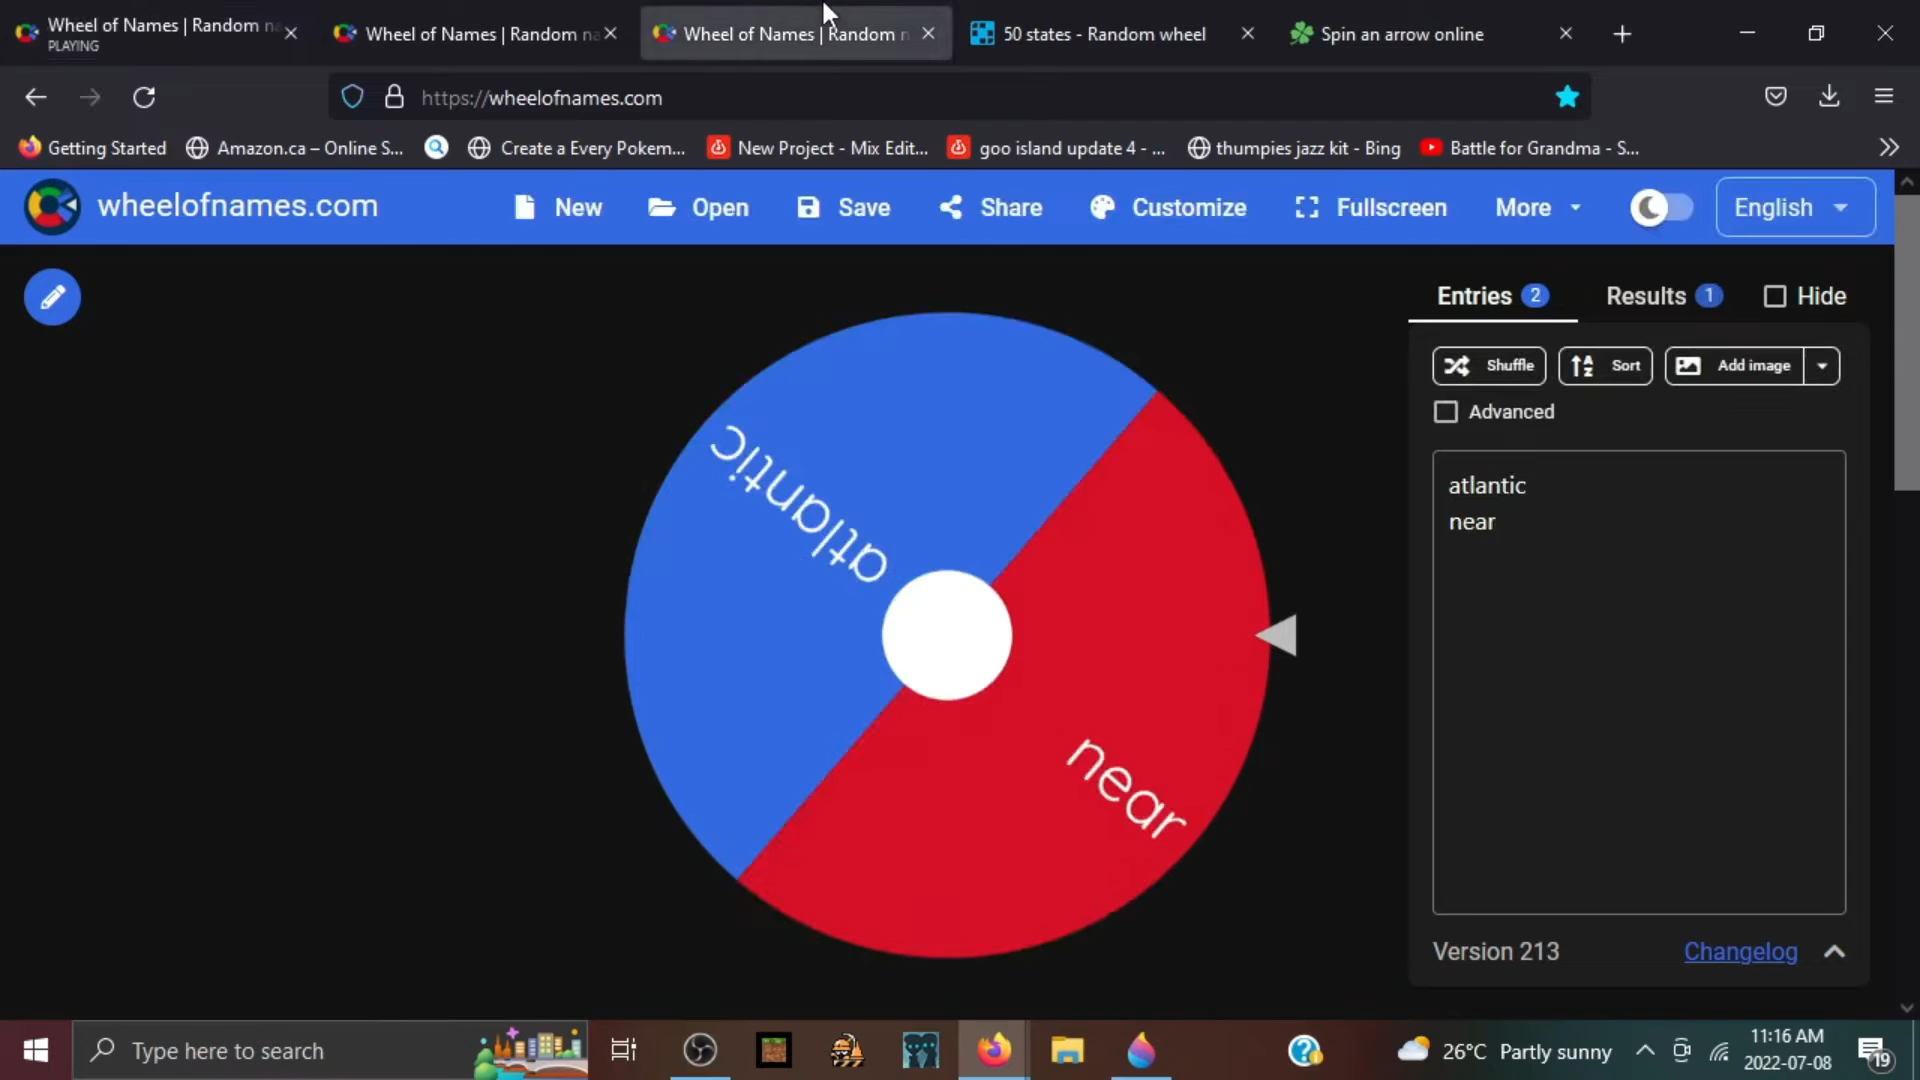 Wheel of Names | Random na
PLAYING
Wheel of Names | Random na
Wheel of Names | Random n
50 states - Random wheel
Spin an arrow online
https://wheelofnames.com
Getting Started
Amazon.ca – Online S...
Create a Every Pokem...
New Project - Mix Edit...
goo island update 4 - ...
thumpies jazz kit - Bing
Battle for Grandma - S...
wheelofnames.com
New
Open
Save
Share
Customize
Fullscreen
More
English
Entries 2
Results 1
Hide
Shuffle
Sort
Add image
Advanced
atlantic
near
atlantic
near
Version 213
Changelog
Type here to search
26°C Partly sunny
11:16 AM
2022-07-08
19